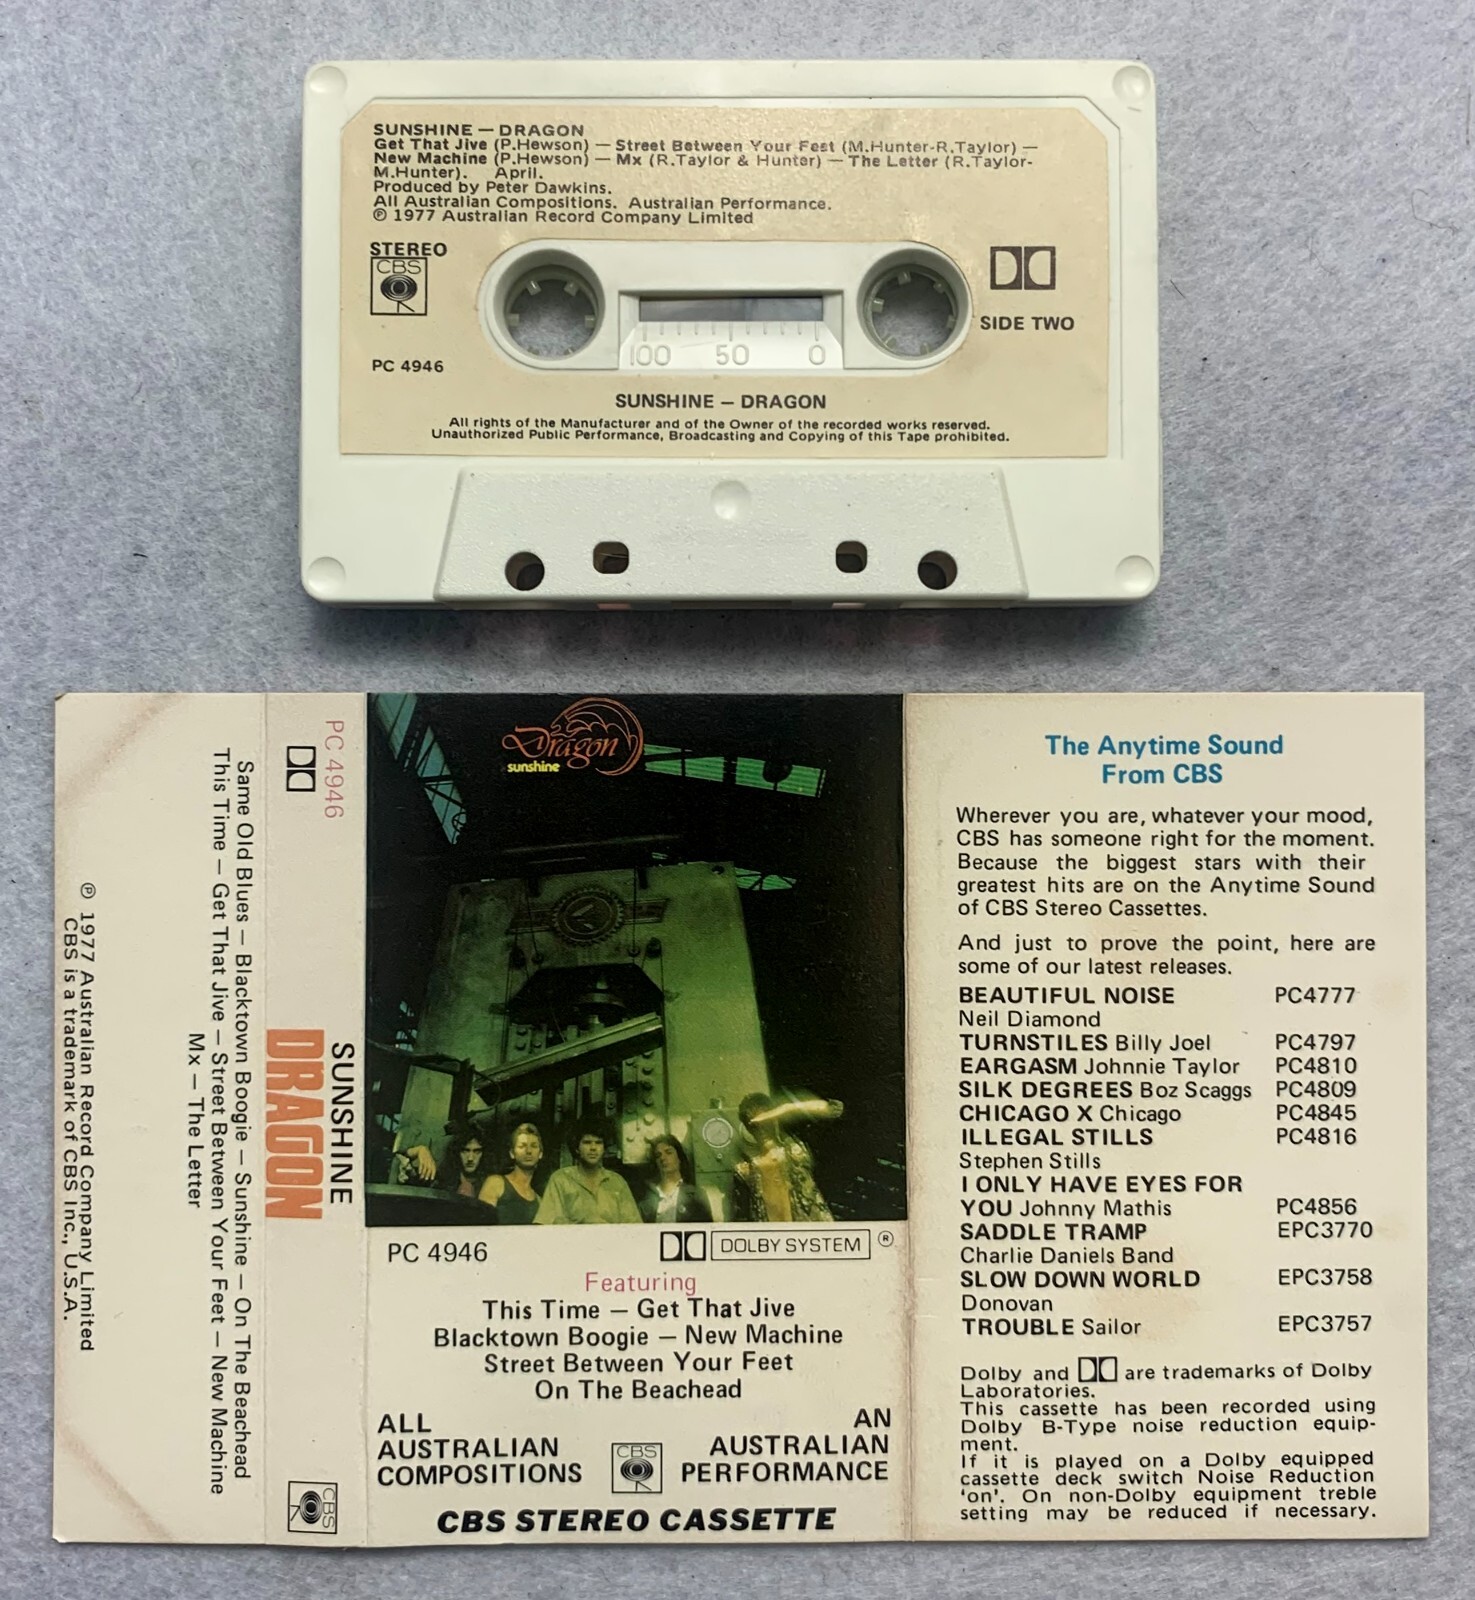 SUNSHINE — DRAGON
Get That Jive (P.Hewson) — Street Between Your Feet (M.Hunter-R.Taylor) —
New Machine (P.Hewson) — Mx (R.Taylor & Hunter) — The Letter (R.Taylor-
M.Hunter). April.
Produced by Peter Dawkins.
All Australian Compositions. Australian Performance.
℗ 1977 Australian Record Company Limited
STEREO
CBS
PC 4946
SIDE TWO
100 50 0
SUNSHINE — DRAGON
All rights of the Manufacturer and of the Owner of the recorded works reserved.
Unauthorized Public Performance, Broadcasting and Copying of this Tape prohibited.
Same Old Blues — Blacktown Boogie — Sunshine — On The Beachead
This Time — Get That Jive — Street Between Your Feet — New Machine
Mx — The Letter
℗ 1977 Australian Record Company Limited
CBS is a trademark of CBS Inc., U.S.A.
PC 4946
SUNSHINE
DRAGON
CBS
Dragon
sunshine
PC 4946
DOLBY SYSTEM ®
Featuring
This Time — Get That Jive
Blacktown Boogie — New Machine
Street Between Your Feet
On The Beachead
ALL
AUSTRALIAN
COMPOSITIONS
CBS
AN
AUSTRALIAN
PERFORMANCE
CBS STEREO CASSETTE
The Anytime Sound
From CBS
Wherever you are, whatever your mood,
CBS has someone right for the moment.
Because the biggest stars with their
greatest hits are on the Anytime Sound
of CBS Stereo Cassettes.
And just to prove the point, here are
some of our latest releases.
BEAUTIFUL NOISE PC4777
Neil Diamond
TURNSTILES Billy Joel PC4797
EARGASM Johnnie Taylor PC4810
SILK DEGREES Boz Scaggs PC4809
CHICAGO X Chicago PC4845
ILLEGAL STILLS PC4816
Stephen Stills
I ONLY HAVE EYES FOR
YOU Johnny Mathis PC4856
SADDLE TRAMP EPC3770
Charlie Daniels Band
SLOW DOWN WORLD EPC3758
Donovan
TROUBLE Sailor EPC3757
Dolby and are trademarks of Dolby
Laboratories.
This cassette has been recorded using
Dolby B-Type noise reduction equip-
ment.
If it is played on a Dolby equipped
cassette deck switch Noise Reduction
'on'. On non-Dolby equipment treble
setting may be reduced if necessary.